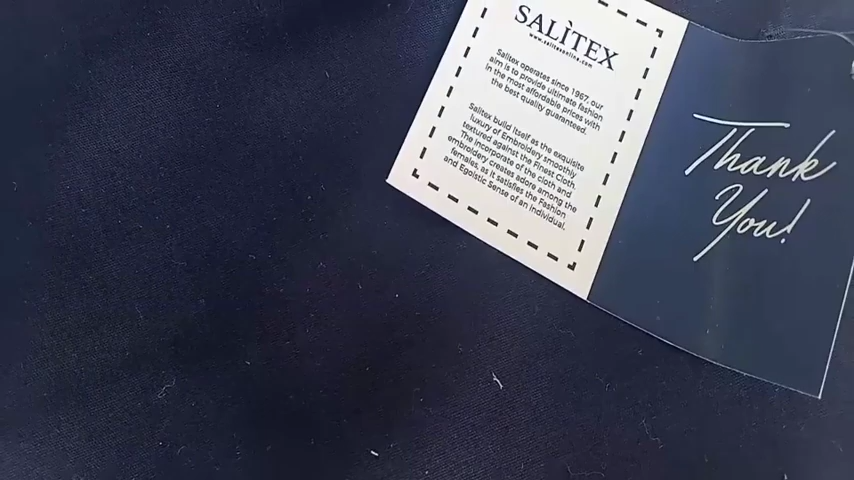 SALÌTEX
www.salitexonline.com
Salitex operates since 1967, our
aim is to provide ultimate fashion
in the most affordable prices with
the best quality guaranteed.
Salitex build itself as the exquisite
luxury of Embroidery smoothly
textured against the Finest Cloth.
The incorporate of the cloth and
embroidery creates adore among the
females, as it satisfies the Fashion
and Egoistic Sense of an individual.
Thank
You!